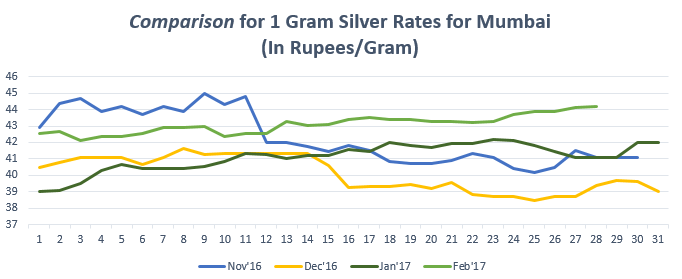 Comparison for 1 Gram Silver Rates for Mumbai
(In Rupees/Gram)
46
45
44
43
42
41
40
39
38
37
1 2 3 4 5 6 7 8 9 10 11 12 13 14 15 16 17 18 19 20 21 22 23 24 25 26 27 28 29 30 31
Nov'16 Dec'16 Jan'17 Feb'17